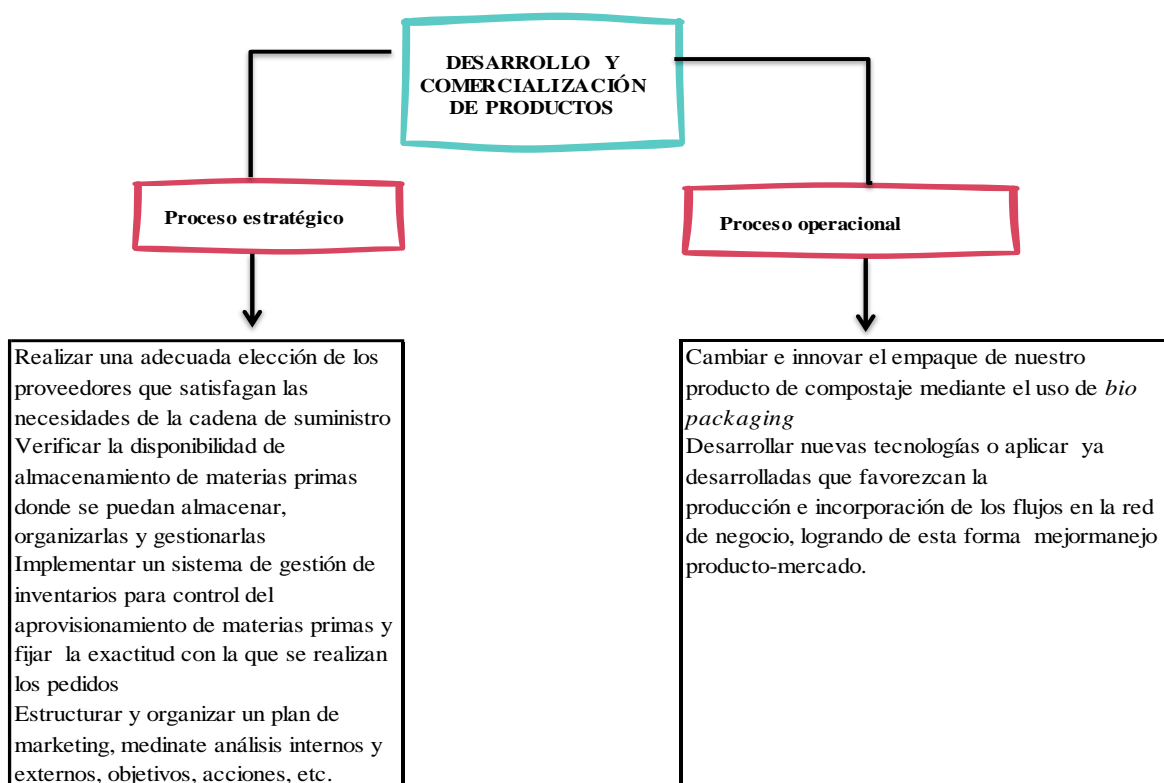 DESARROLLO Y
COMERCIALIZACIÓN
DE PRODUCTOS
Proceso estratégico
Proceso operacional
Realizar una adecuada elección de los
proveedores que satisfagan las
necesidades de la cadena de suministro
Verificar la disponibilidad de
almacenamiento de materias primas
donde se puedan almacenar,
organizarlas y gestionarlas
Implementar un sistema de gestión de
inventarios para control del
aprovisionamiento de materias primas y
fijar la exactitud con la que se realizan
los pedidos
Estructurar y organizar un plan de
marketing, medinate análisis internos y
externos, objetivos, acciones, etc.
Cambiar e innovar el empaque de nuestro
producto de compostaje mediante el uso de bio
packaging
Desarrollar nuevas tecnologías o aplicar ya
desarrolladas que favorezcan la
producción e incorporación de los flujos en la red
de negocio, logrando de esta forma mejormanejo
producto-mercado.